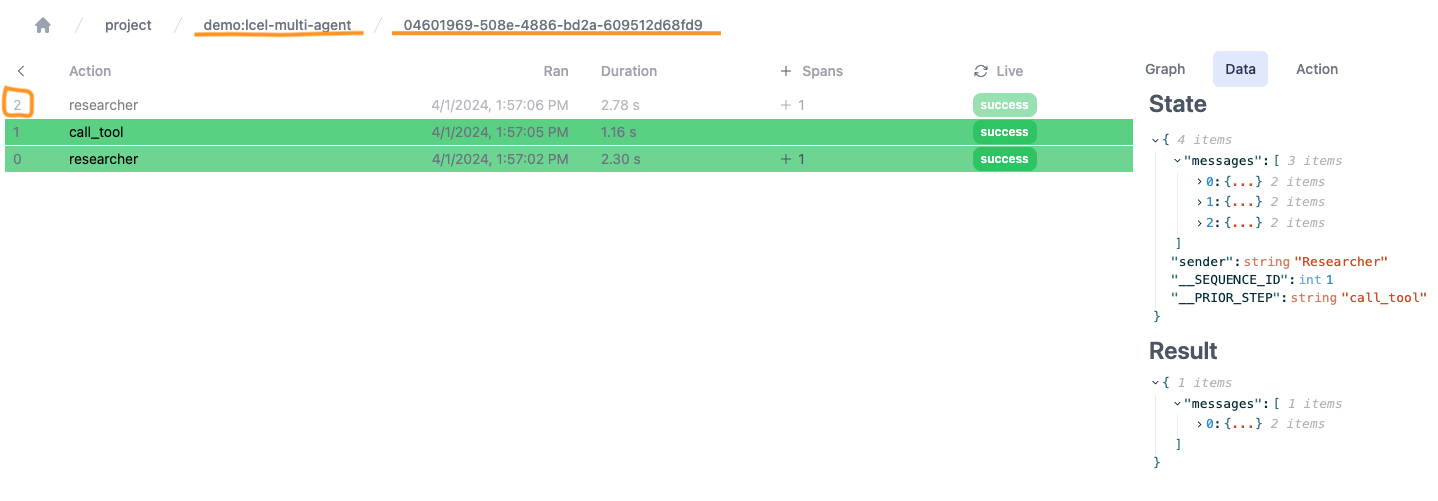 project / demo:lcel-multi-agent / 04601969-508e-4886-bd2a-609512d68fd9
Action Ran Duration + Spans Live
2 researcher 4/1/2024, 1:57:06 PM 2.78 s + 1 success
1 call_tool 4/1/2024, 1:57:05 PM 1.16 s success
0 researcher 4/1/2024, 1:57:02 PM 2.30 s + 1 success
Graph Data Action
State
{ 4 items
"messages":[ 3 items
0:{...} 2 items
1:{...} 2 items
2:{...} 2 items
]
"sender":string "Researcher"
"__SEQUENCE_ID":int 1
"__PRIOR_STEP":string "call_tool"
}
Result
{ 1 items
"messages":[ 1 items
0:{...} 2 items
]
}